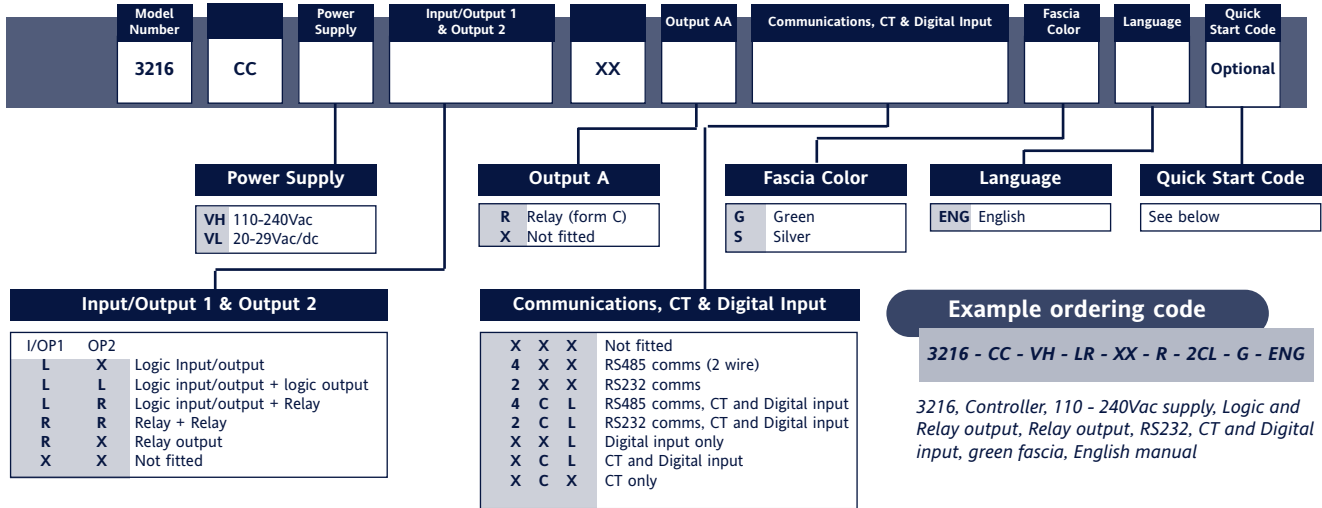 Model
Number
Power
Supply
Input/Output 1
& Output 2
Output AA
Communications, CT & Digital Input
Fascia
Color
Language
Quick
Start Code
3216
CC
XX
Optional
Power Supply
VH 110-240Vac
VL 20-29Vac/dc
Output A
R Relay (form C)
X Not fitted
Fascia Color
G Green
S Silver
Language
ENG English
Quick Start Code
See below
Input/Output 1 & Output 2
I/OP1 OP2
L X Logic Input/output
L L Logic input/output + logic output
L R Logic input/output + Relay
R R Relay + Relay
R X Relay output
X X Not fitted
Communications, CT & Digital Input
X X X Not fitted
4 X X RS485 comms (2 wire)
2 X X RS232 comms
4 C L RS485 comms, CT and Digital input
2 C L RS232 comms, CT and Digital input
X X L Digital input only
X C L CT and Digital input
X C X CT only
Example ordering code
3216 - CC - VH - LR - XX - R - 2CL - G - ENG
3216, Controller, 110 - 240Vac supply, Logic and
Relay output, Relay output, RS232, CT and Digital
input, green fascia, English manual